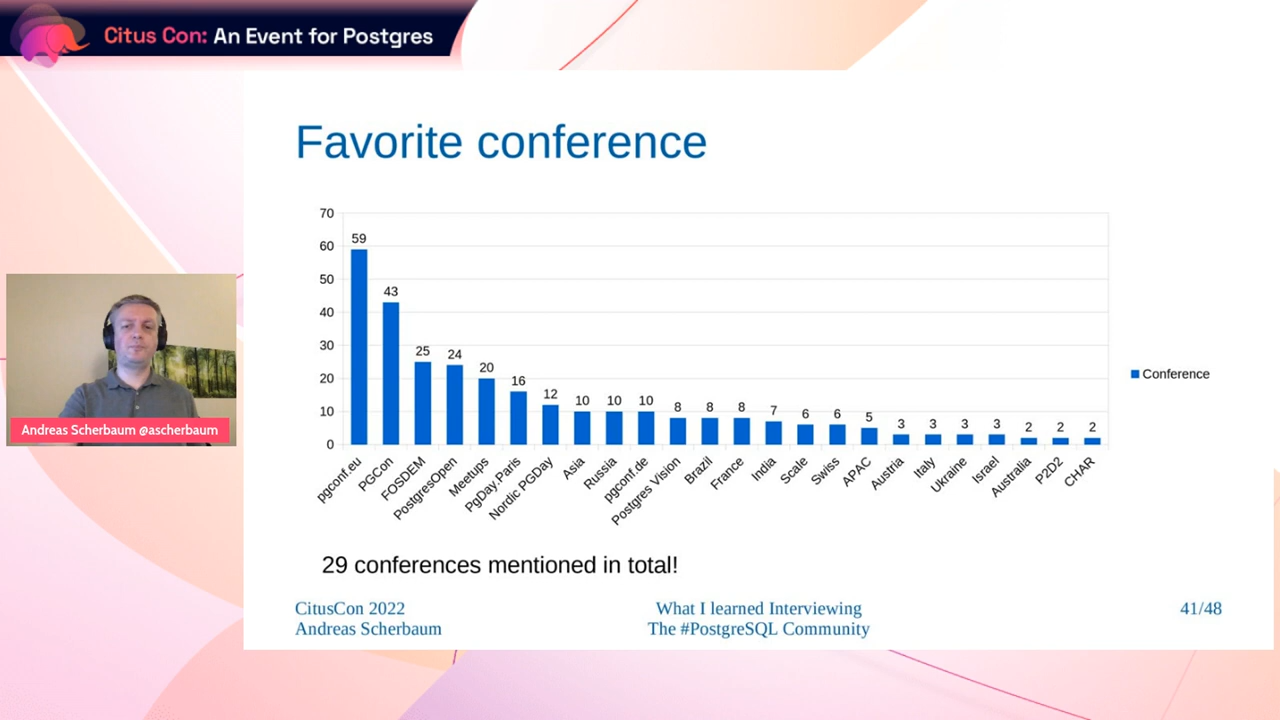 Citus Con: An Event for Postgres
Favorite conference
70
60
50
40
30
20
10
0
59
43
25
24
20
16
12
10
10
10
8
8
8
7
6
6
5
3
3
3
3
2
2
2
pgconf.eu
PGCon
FOSDEM
PostgresOpen
Meetups
PgDay.Paris
Nordic PGDay
Asia
Russia
pgconf.de
Postgres Vision
Brazil
France
India
Scale
Swiss
APAC
Austria
Italy
Ukraine
Israel
Australia
P2D2
CHAR
Conference
Andreas Scherbaum @ascherbaum
29 conferences mentioned in total!
CitusCon 2022
Andreas Scherbaum
What I learned Interviewing
The #PostgreSQL Community
41/48